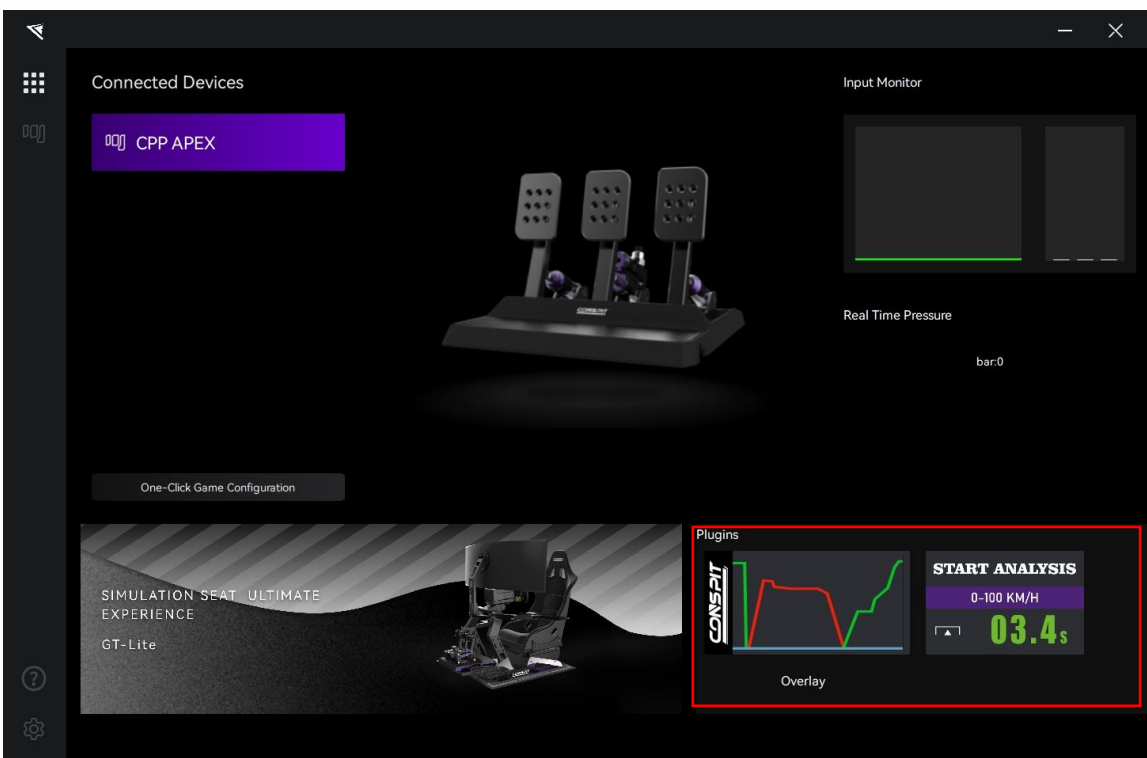 Connected Devices
CPP APEX
Input Monitor
Real Time Pressure
bar:0
One-Click Game Configuration
SIMULATION SEAT ULTIMATE
EXPERIENCE
GT-Lite
Plugins
CONSPIT
START ANALYSIS
0-100 KM/H
03.4s
Overlay